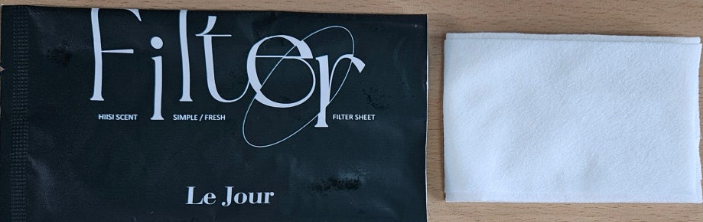 Filter
HIISI SCENT SIMPLE / FRESH FILTER SHEET
Le Jour